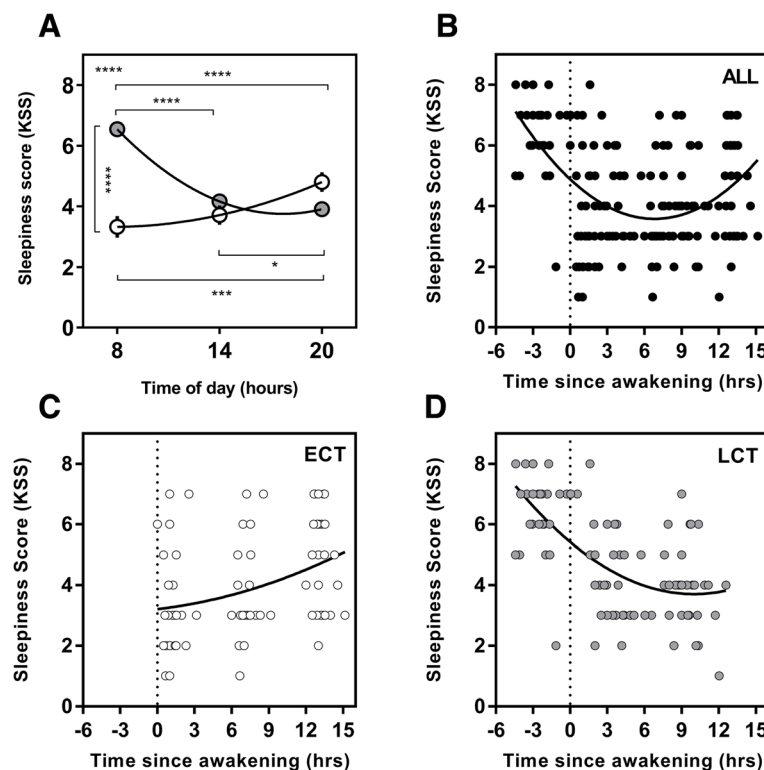 A
Sleepiness score (KSS)
8
6
4
2
0
****
****
****
****
*
***
8 14 20
Time of day (hours)
B
Sleepiness Score (KSS)
8
6
4
2
0
ALL
-6 -3 0 3 6 9 12 15
Time since awakening (hrs)
C
Sleepiness Score (KSS)
8
6
4
2
0
ECT
-6 -3 0 3 6 9 12 15
Time since awakening (hrs)
D
Sleepiness Score (KSS)
8
6
4
2
0
LCT
-6 -3 0 3 6 9 12 15
Time since awakening (hrs)